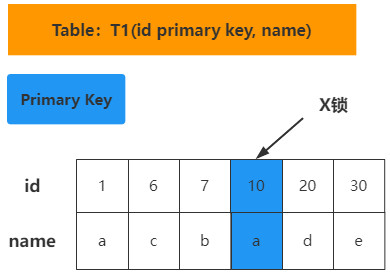 Table：T1(id primary key, name)
Primary Key
X锁
id 1 6 7 10 20 30
name a c b a d e